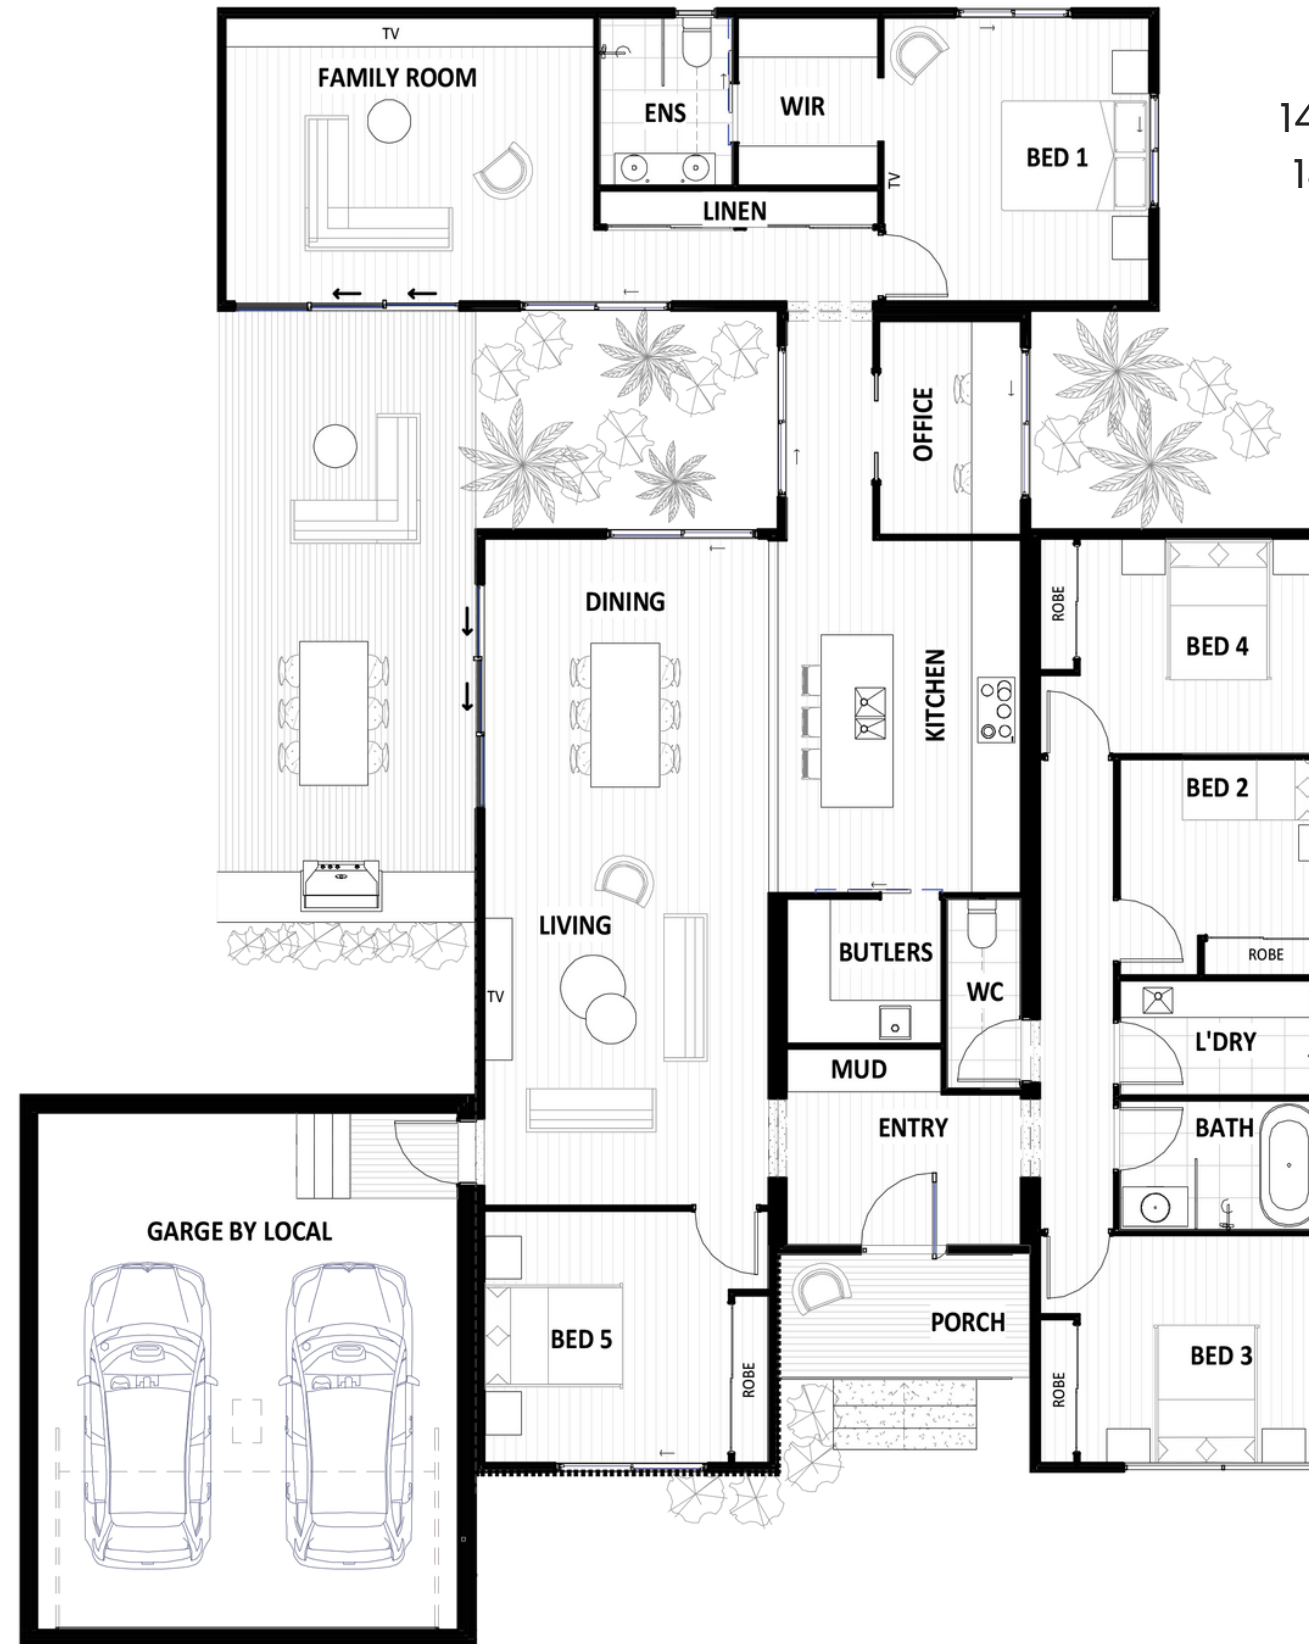 TV
FAMILY ROOM
ENS
WIR
BED 1
TV
LINEN
OFFICE
DINING
KITCHEN
ROBE
BED 4
BED 2
ROBE
LIVING
TV
BUTLERS
WC
L'DRY
MUD
ENTRY
BATH
GARGE BY LOCAL
BED 5
ROBE
PORCH
ROBE
BED 3